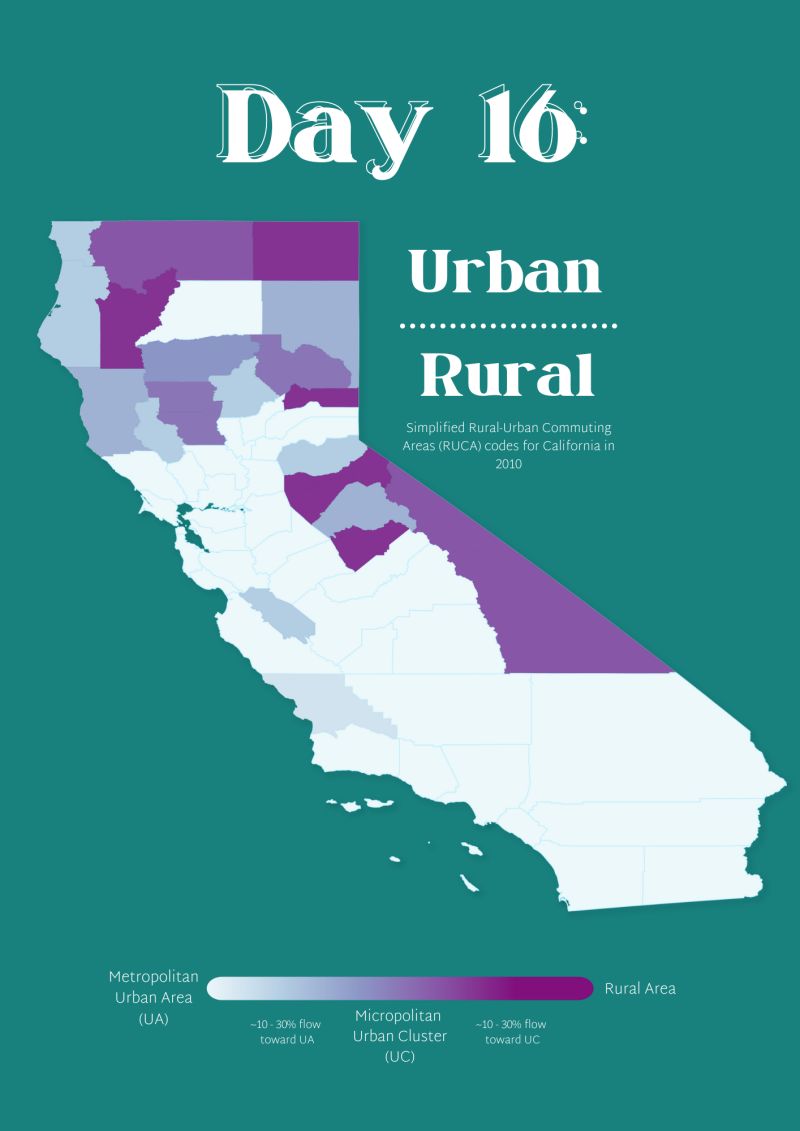 Day 16:
Urban
Rural
Simplified Rural-Urban Commuting
Areas (RUCA) codes for California in
2010
Metropolitan
Urban Area
(UA)
~10 - 30% flow
toward UA
Micropolitan
Urban Cluster
(UC)
~10 - 30% flow
toward UC
Rural Area